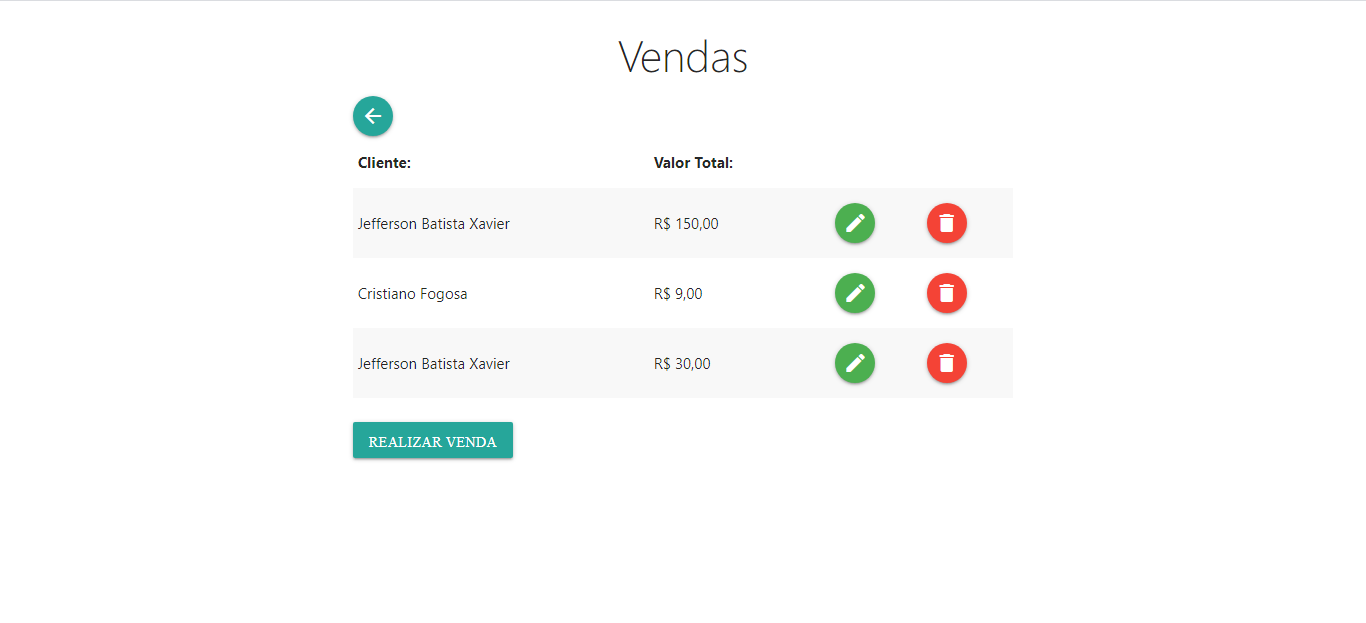 Vendas
Cliente: Valor Total:
Jefferson Batista Xavier R$ 150,00
Cristiano Fogosa R$ 9,00
Jefferson Batista Xavier R$ 30,00
REALIZAR VENDA